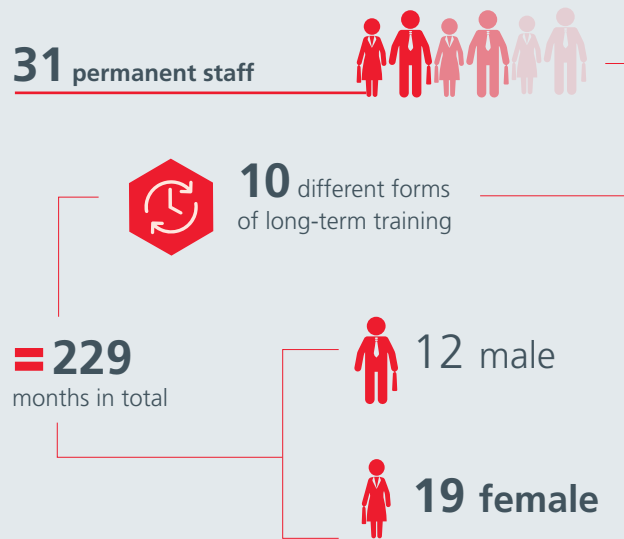 31 permanent staff
10 different forms
of long-term training
= 229
months in total
12 male
19 female